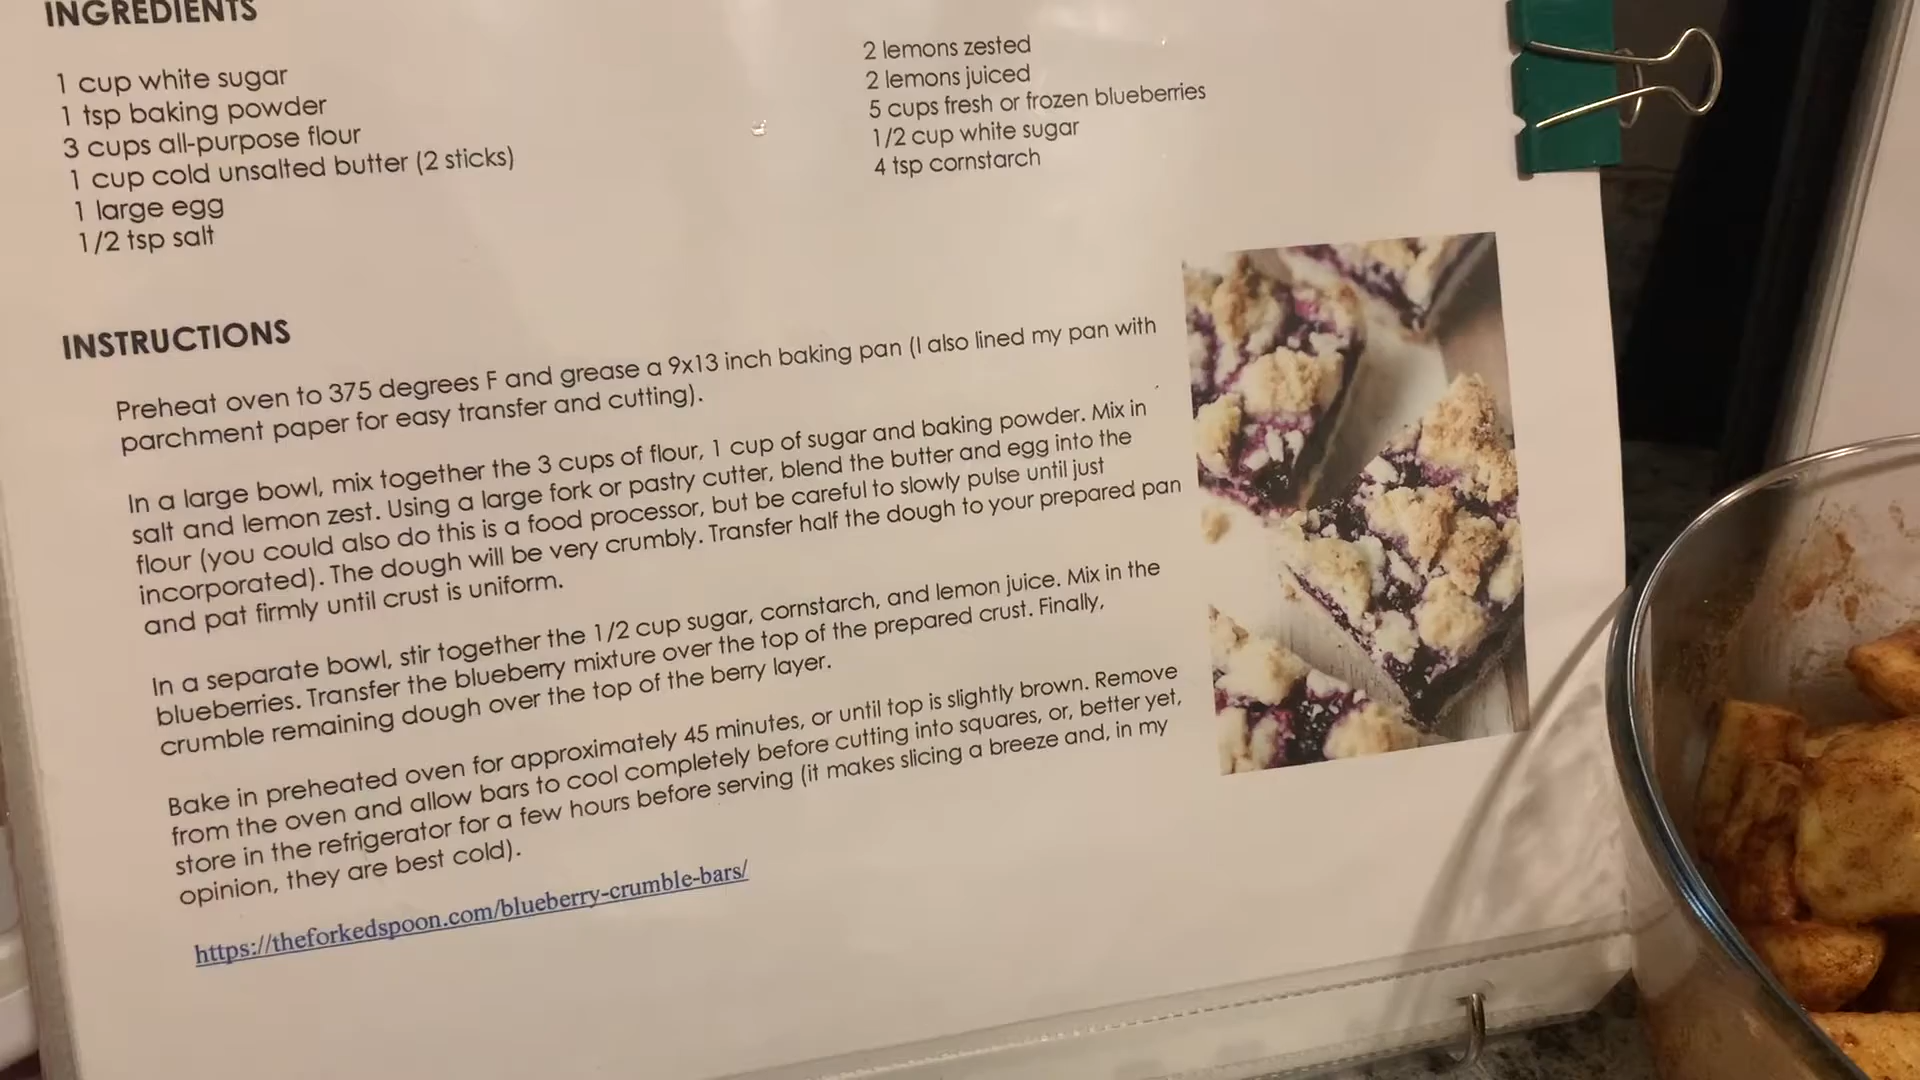 INGREDIENTS
1 cup white sugar
1 tsp baking powder
3 cups all-purpose flour
1 cup cold unsalted butter (2 sticks)
1 large egg
1/2 tsp salt
2 lemons zested
2 lemons juiced
5 cups fresh or frozen blueberries
1/2 cup white sugar
4 tsp cornstarch
INSTRUCTIONS
Preheat oven to 375 degrees F and grease a 9x13 inch baking pan (I also lined my pan with
parchment paper for easy transfer and cutting).
In a large bowl, mix together the 3 cups of flour, 1 cup of sugar and baking powder. Mix in
salt and lemon zest. Using a large fork or pastry cutter, blend the butter and egg into the
flour (you could also do this is a food processor, but be careful to slowly pulse until just
incorporated). The dough will be very crumbly. Transfer half the dough to your prepared pan
and pat firmly until crust is uniform.
In a separate bowl, stir together the 1/2 cup sugar, cornstarch, and lemon juice. Mix in the
blueberries. Transfer the blueberry mixture over the top of the prepared crust. Finally,
crumble remaining dough over the top of the berry layer.
Bake in preheated oven for approximately 45 minutes, or until top is slightly brown. Remove
from the oven and allow bars to cool completely before cutting into squares, or, better yet,
store in the refrigerator for a few hours before serving (it makes slicing a breeze and, in my
opinion, they are best cold).
https://theforkedspoon.com/blueberry-crumble-bars/